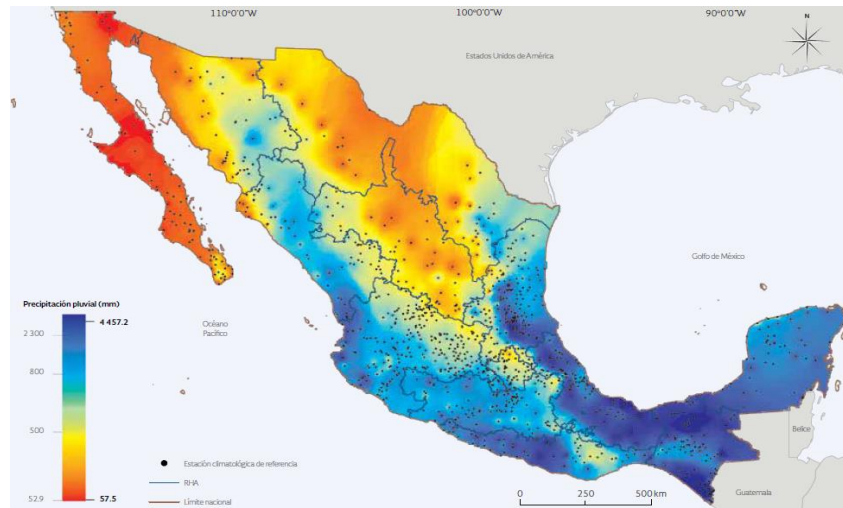 110°0'0"W
100°0'0"W
90°0'0"W
N
Estados Unidos de América
Golfo de México
Océano
Pacífico
Belice
Guatemala
Precipitación pluvial (mm)
4 457.2
2 300
800
500
52.9
57.5
Estación climatológica de referencia
RHA
Límite nacional
0 250 500 km